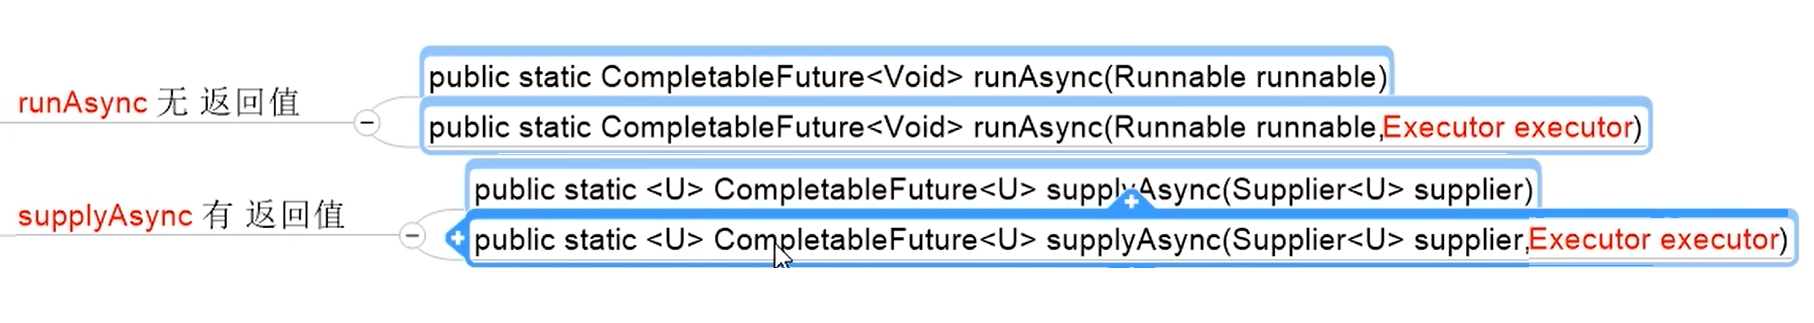 runAsync 无 返回值
public static CompletableFuture<Void> runAsync(Runnable runnable)
public static CompletableFuture<Void> runAsync(Runnable runnable,Executor executor)
supplyAsync 有 返回值
public static <U> CompletableFuture<U> supplyAsync(Supplier<U> supplier)
public static <U> CompletableFuture<U> supplyAsync(Supplier<U> supplier,Executor executor)